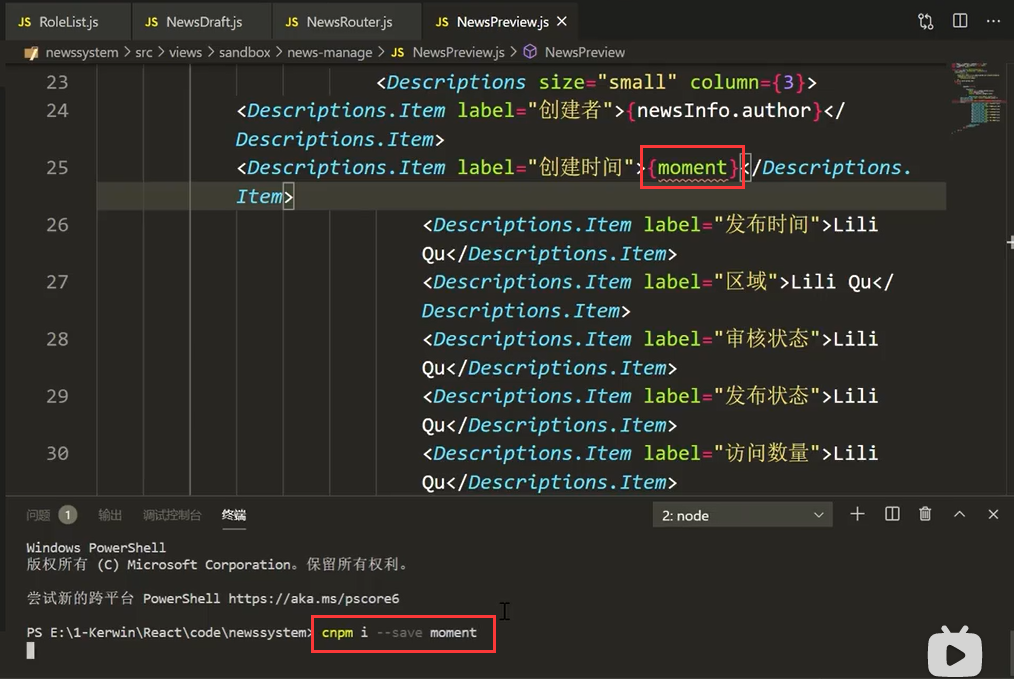 RoleList.js NewsDraft.js NewsRouter.js NewsPreview.js
newssystem > src > views > sandbox > news-manage > NewsPreview.js > NewsPreview
23 <Descriptions size="small" column={3}>
24 <Descriptions.Item label="创建者">{newsInfo.author}</
Descriptions.Item>
25 <Descriptions.Item label="创建时间">{moment}</Descriptions.
Item>
26 <Descriptions.Item label="发布时间">Lili
Qu</Descriptions.Item>
27 <Descriptions.Item label="区域">Lili Qu</
Descriptions.Item>
28 <Descriptions.Item label="审核状态">Lili
Qu</Descriptions.Item>
29 <Descriptions.Item label="发布状态">Lili
Qu</Descriptions.Item>
30 <Descriptions.Item label="访问数量">Lili
Qu</Descriptions.Item>
问题 1 输出 调试控制台 终端 2: node
Windows PowerShell
版权所有 (C) Microsoft Corporation。保留所有权利。
尝试新的跨平台 PowerShell https://aka.ms/pscore6
PS E:\1-Kerwin\React\code\newssystem> cnpm i --save moment